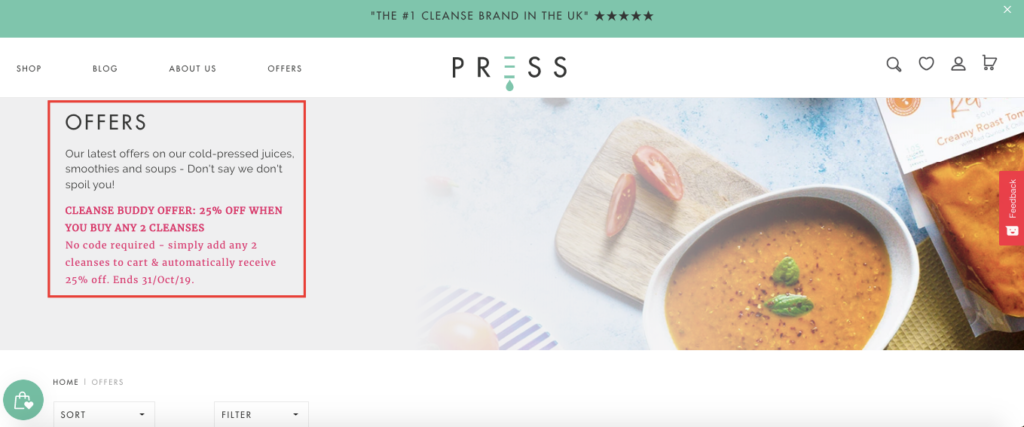 "THE #1 CLEANSE BRAND IN THE UK" ★★★★★
SHOP
BLOG
ABOUT US
OFFERS
PRESS
OFFERS
Our latest offers on our cold-pressed juices,
smoothies and soups - Don't say we don't
spoil you!
CLEANSE BUDDY OFFER: 25% OFF WHEN
YOU BUY ANY 2 CLEANSES
No code required - simply add any 2
cleanses to cart & automatically receive
25% off. Ends 31/Oct/19.
Creamy Roast Tom
Feedback
HOME | OFFERS
SORT
FILTER